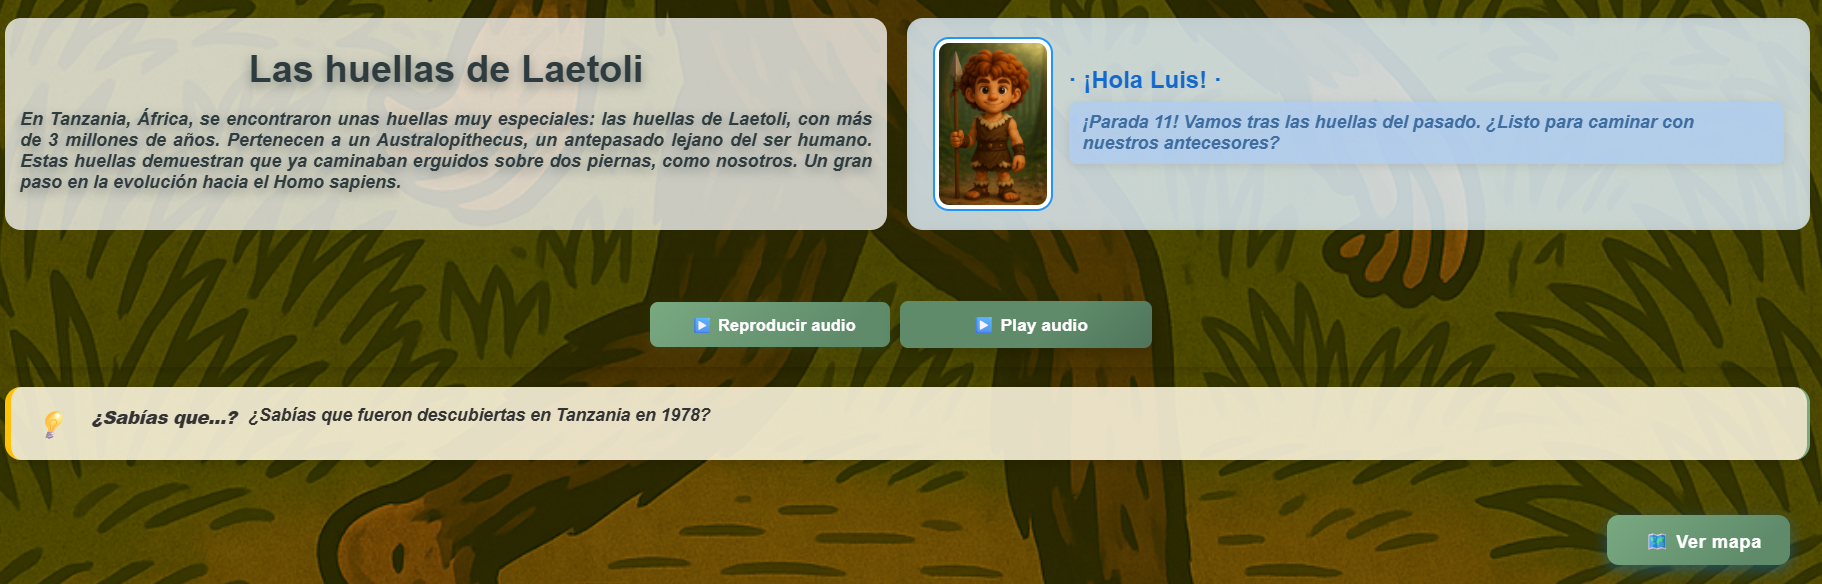 Las huellas de Laetoli
En Tanzania, África, se encontraron unas huellas muy especiales: las huellas de Laetoli, con más
de 3 millones de años. Pertenecen a un Australopithecus, un antepasado lejano del ser humano.
Estas huellas demuestran que ya caminaban erguidos sobre dos piernas, como nosotros. Un gran
paso en la evolución hacia el Homo sapiens.
· ¡Hola Luis! ·
¡Parada 11! Vamos tras las huellas del pasado. ¿Listo para caminar con
nuestros antecesores?
Reproducir audio
Play audio
¿Sabías que...? ¿Sabías que fueron descubiertas en Tanzania en 1978?
Ver mapa